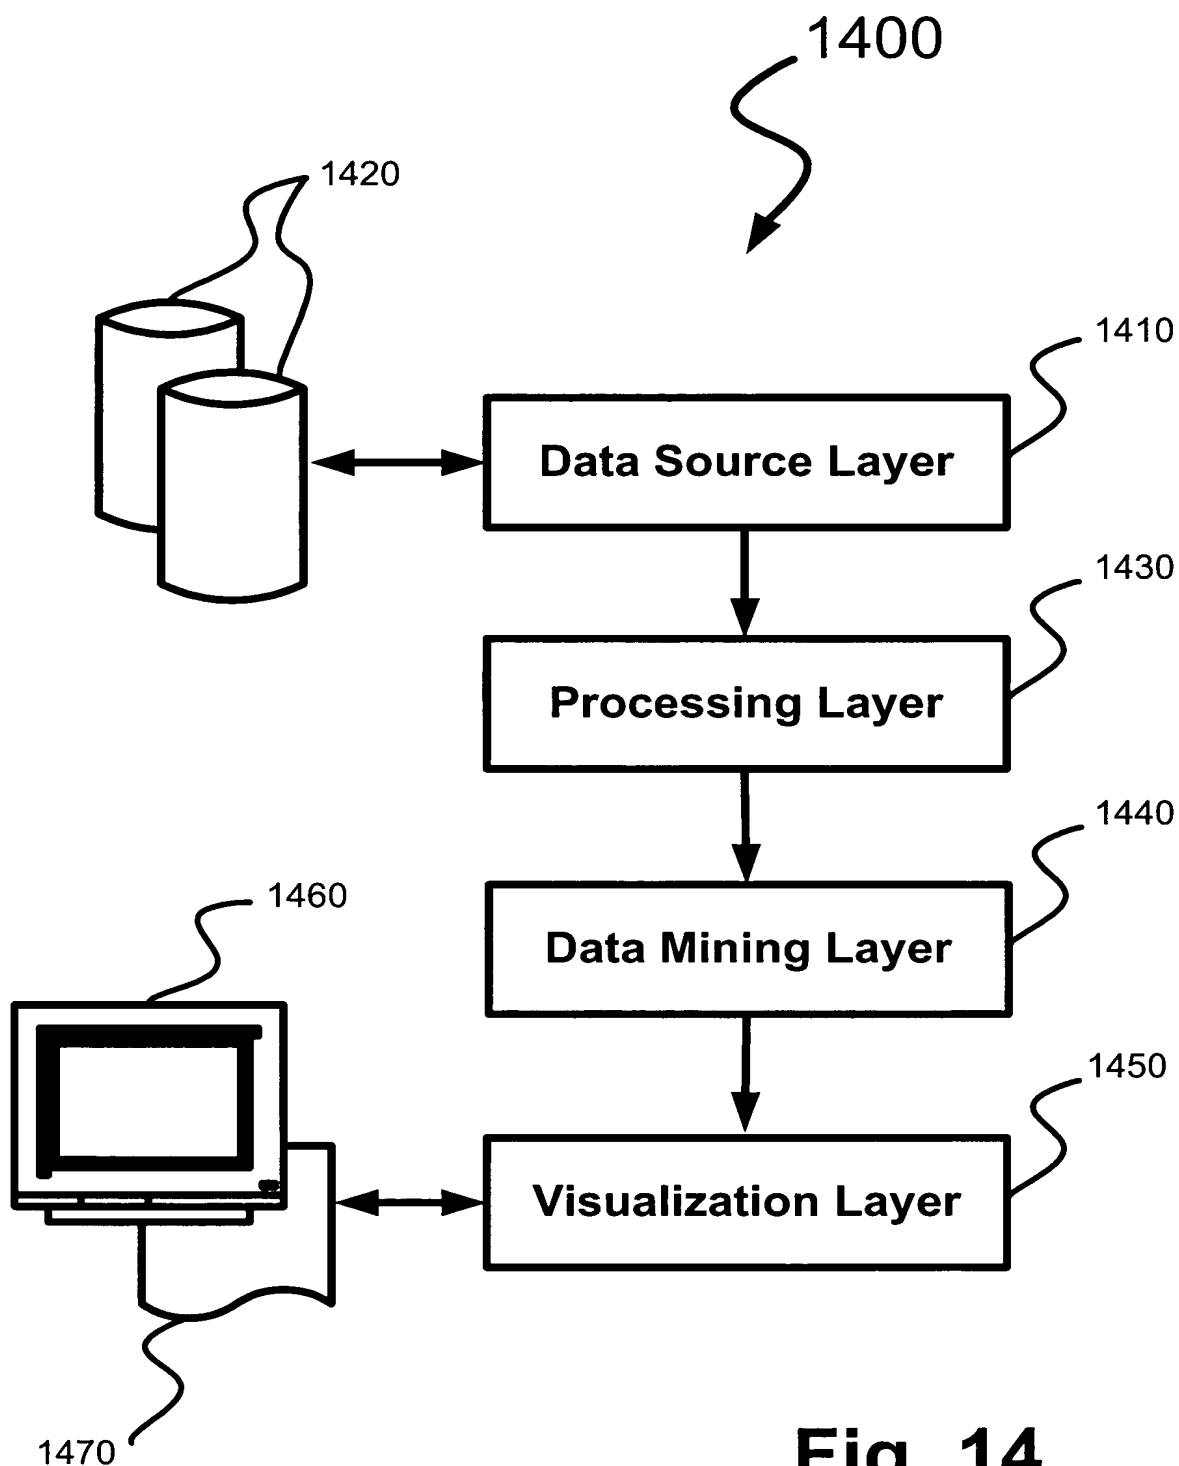 1400
1420
1410
Data Source Layer
1430
Processing Layer
1440
1460
Data Mining Layer
1450
Visualization Layer
1470
Fig. 14